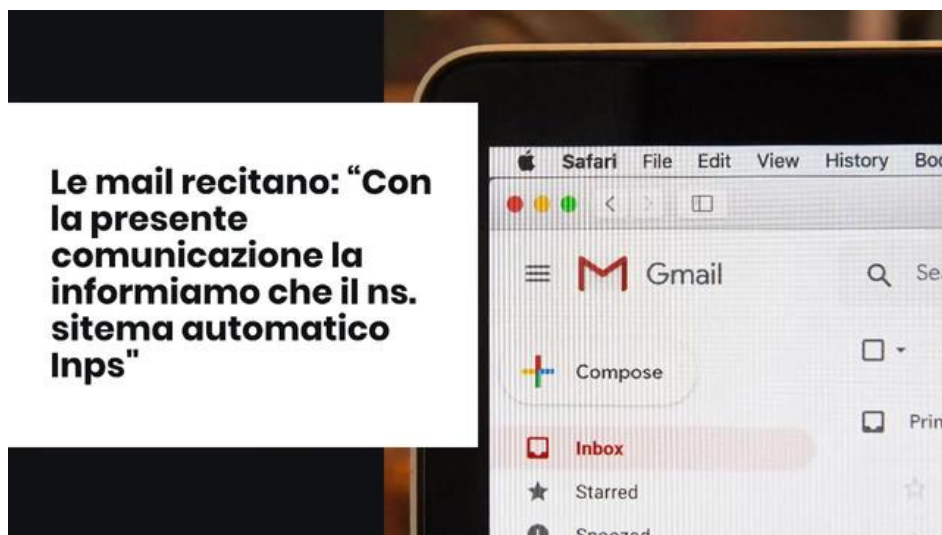 Le mail recitano: “Con
la presente
comunicazione la
informiamo che il ns.
sitema automatico
Inps"
Safari File Edit View History
Gmail
Compose
Inbox
Starred